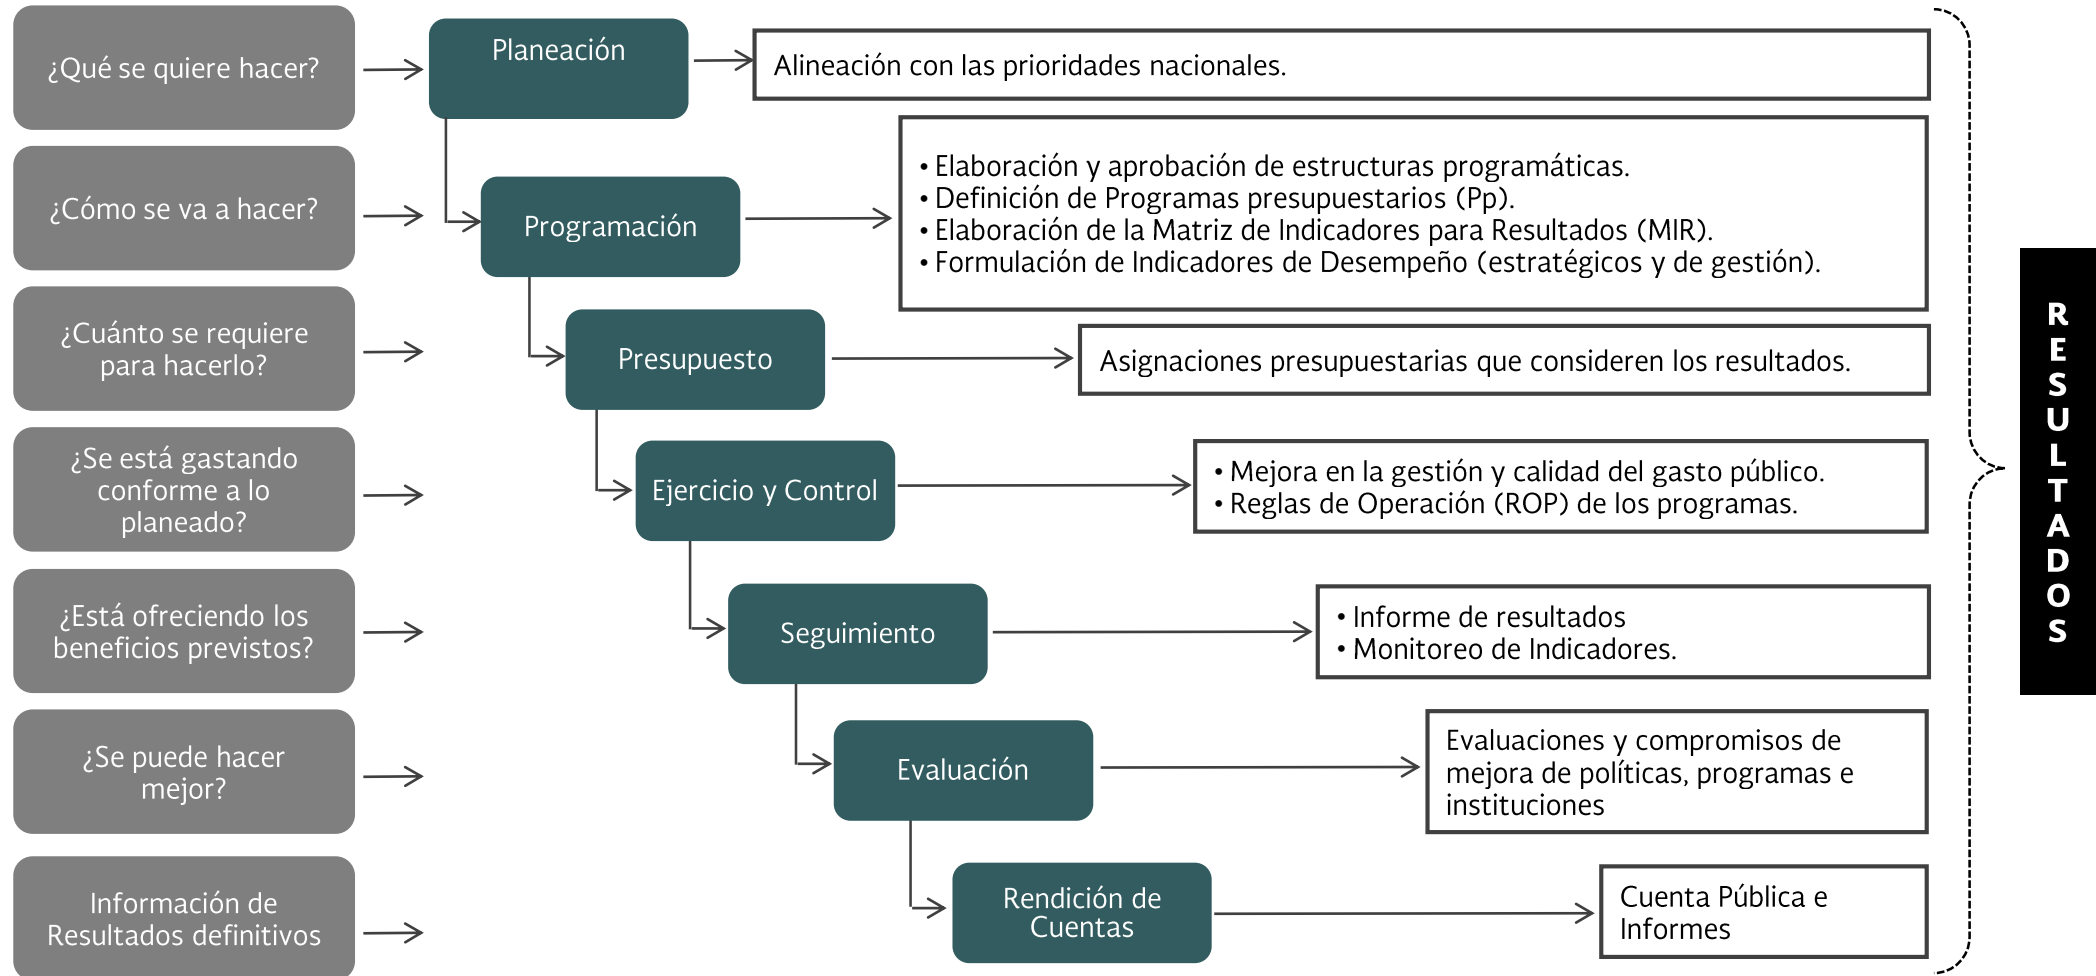 ¿Qué se quiere hacer?
Planeación
Alineación con las prioridades nacionales.
¿Cómo se va a hacer?
Programación
• Elaboración y aprobación de estructuras programáticas.
• Definición de Programas presupuestarios (Pp).
• Elaboración de la Matriz de Indicadores para Resultados (MIR).
• Formulación de Indicadores de Desempeño (estratégicos y de gestión).
¿Cuánto se requiere
para hacerlo?
Presupuesto
Asignaciones presupuestarias que consideren los resultados.
¿Se está gastando
conforme a lo
planeado?
Ejercicio y Control
• Mejora en la gestión y calidad del gasto público.
• Reglas de Operación (ROP) de los programas.
¿Está ofreciendo los
beneficios previstos?
Seguimiento
• Informe de resultados
• Monitoreo de Indicadores.
¿Se puede hacer
mejor?
Evaluación
Evaluaciones y compromisos de
mejora de políticas, programas e
instituciones
Información de
Resultados definitivos
Rendición de
Cuentas
Cuenta Pública e
Informes
RESULTADOS